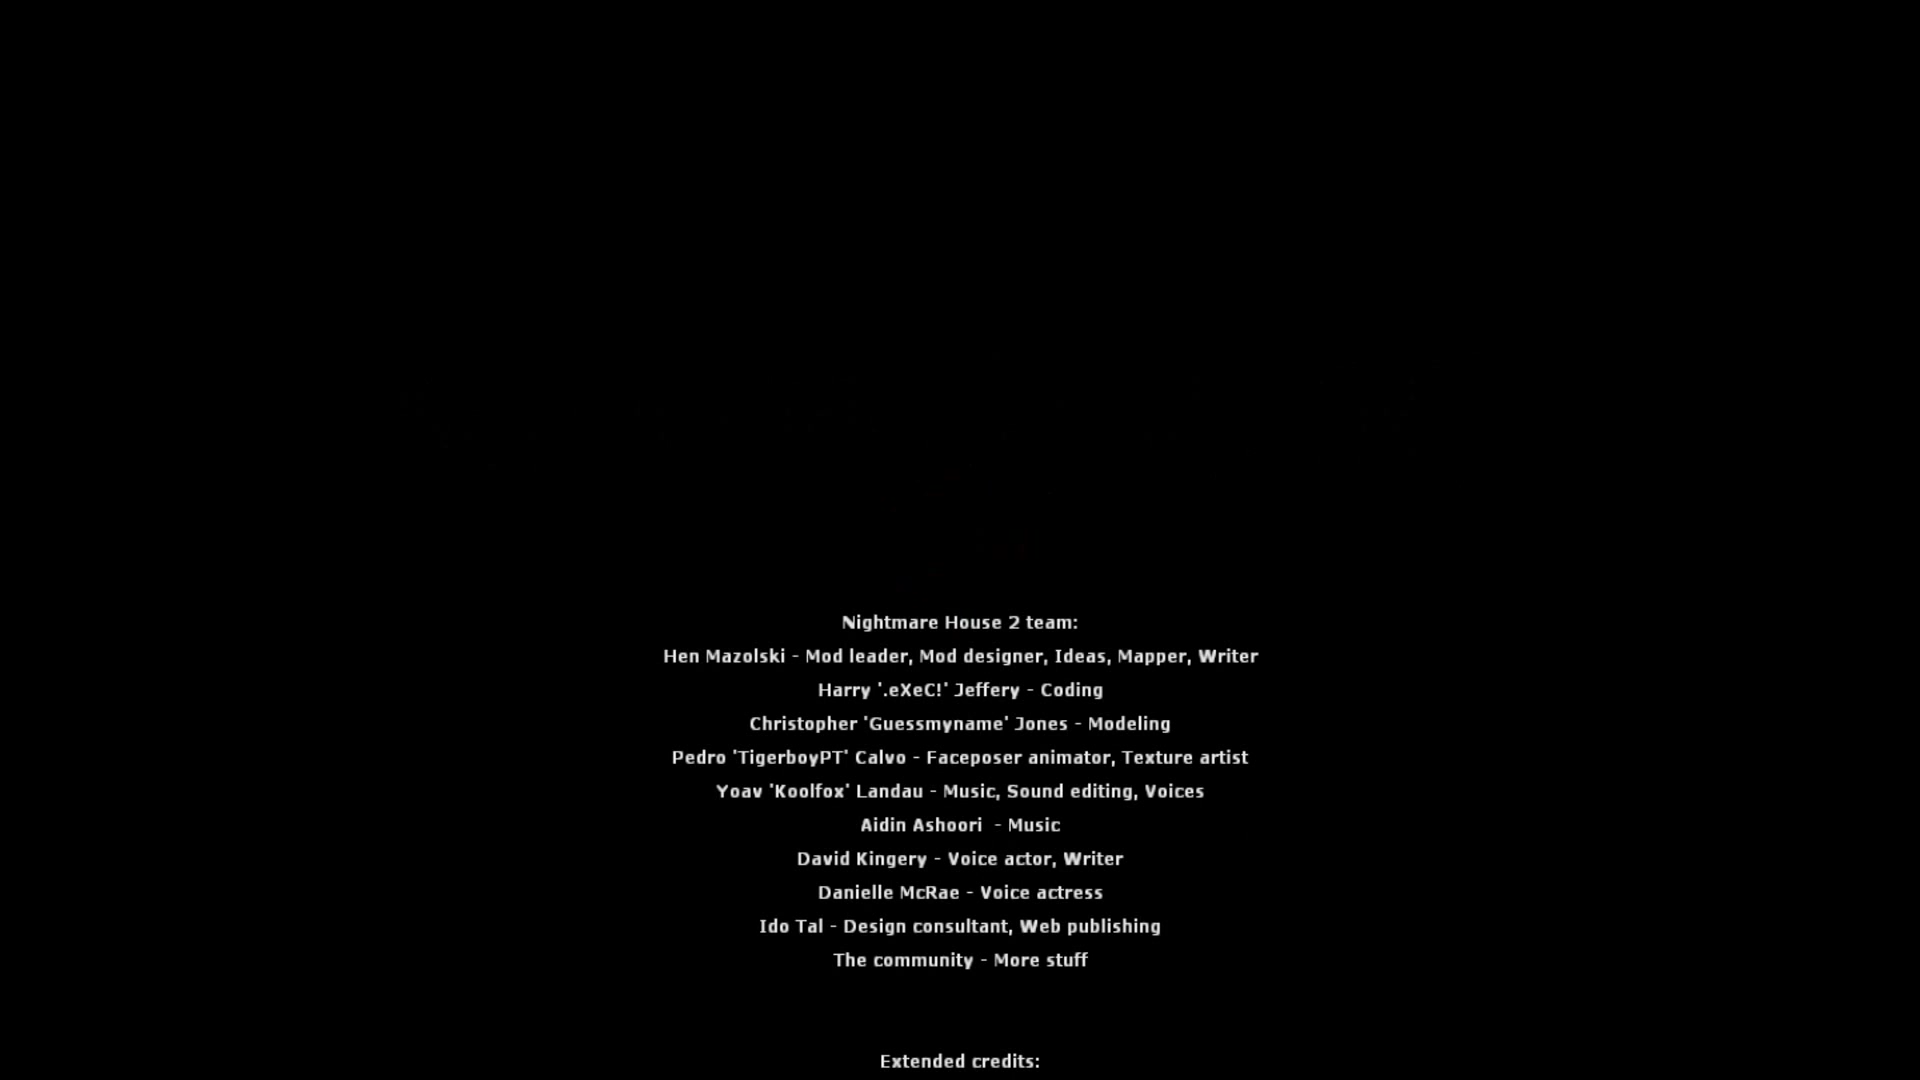 Nightmare House 2 team:
Hen Mazolski - Mod leader, Mod designer, Ideas, Mapper, Writer
Harry '.eXeC!' Jeffery - Coding
Christopher 'Guessmyname' Jones - Modeling
Pedro 'TigerboyPT' Calvo - Faceposer animator, Texture artist
Yoav 'Koolfox' Landau - Music, Sound editing, Voices
Aidin Ashoori  - Music
David Kingery - Voice actor, Writer
Danielle McRae - Voice actress
Ido Tal - Design consultant, Web publishing
The community - More stuff
Extended credits: